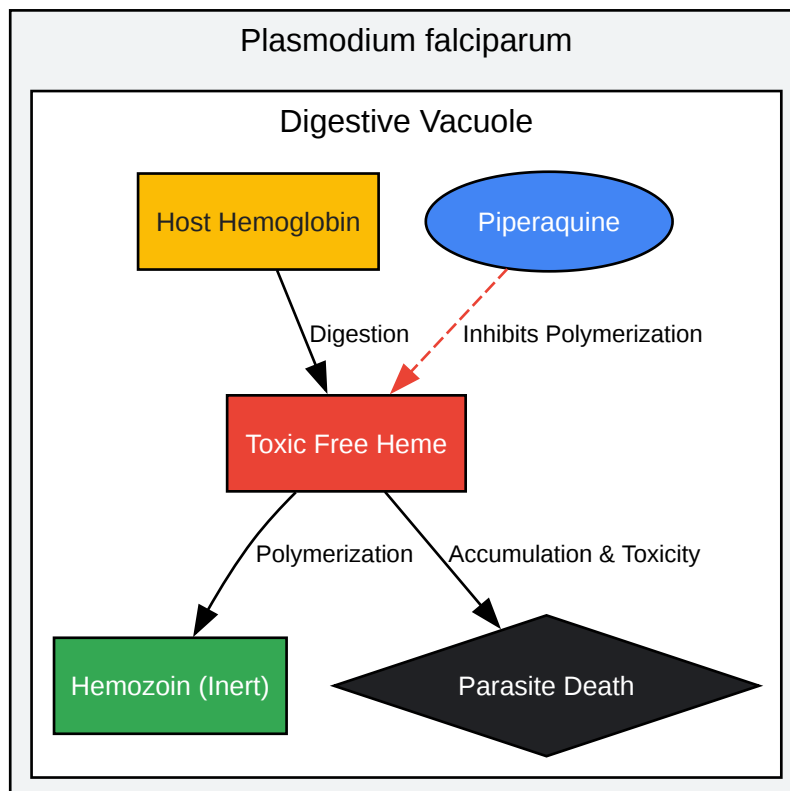 Plasmodium falciparum
Digestive Vacuole
Host Hemoglobin
Piperaquine
Digestion
Inhibits Polymerization
Toxic Free Heme
Polymerization
Accumulation & Toxicity
Hemozoin (Inert)
Parasite Death